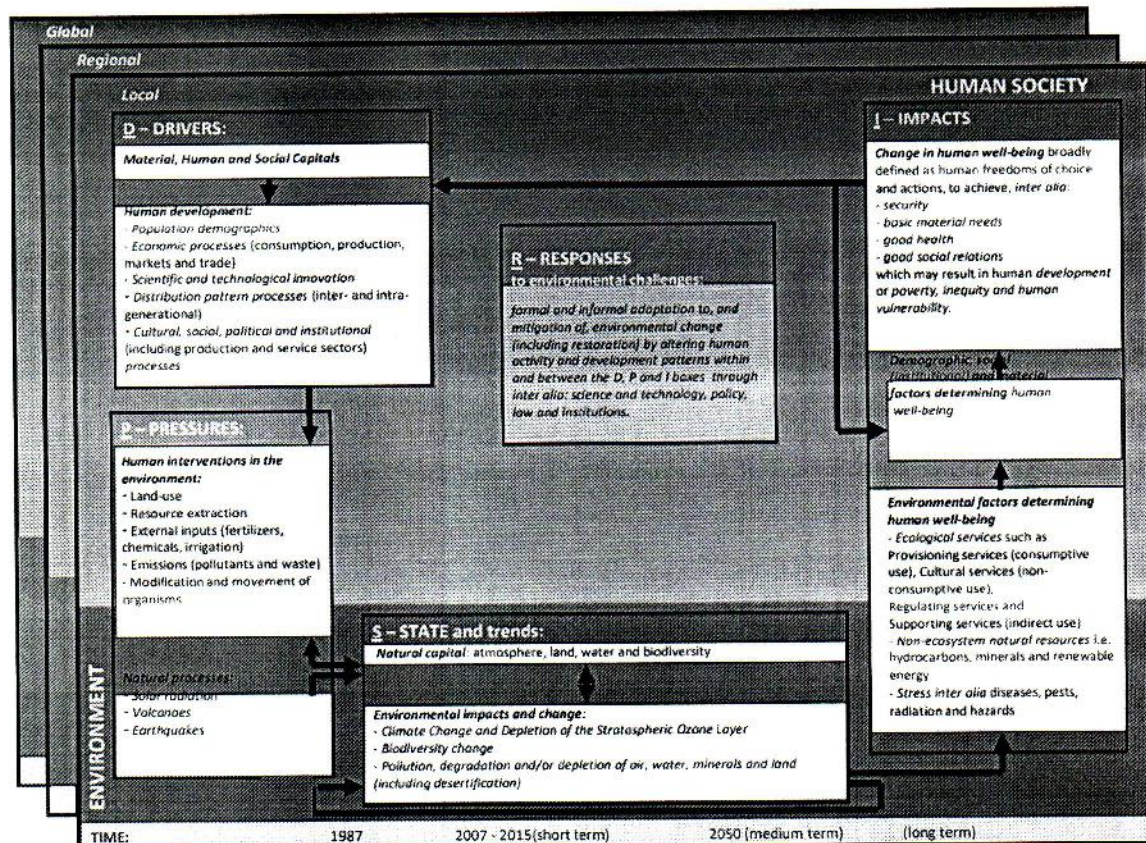 Global
Regional
Local
HUMAN SOCIETY
D – DRIVERS:
Material, Human and Social Capitals
Human development:
- Population demographics
- Economic processes (consumption, production,
markets and trade)
- Scientific and technological innovation
- Distribution pattern processes (inter- and intra-
generational)
- Cultural, social, political and institutional
(including production and service sectors)
processes
P – PRESSURES:
Human interventions in the
environment:
- Land-use
- Resource extraction
- External inputs (fertilizers,
chemicals, irrigation)
- Emissions (pollutants and waste)
- Modification and movement of
organisms
Natural processes:
- Solar radiation
- Volcanoes
- Earthquakes
R – RESPONSES
to environmental challenges:
formal and informal adaptation to, and
mitigation of, environmental change
(including restoration) by altering human
activity and development patterns within
and between the D, P and I boxes through
inter alia: science and technology, policy,
law and institutions.
S – STATE and trends:
Natural capital: atmosphere, land, water and biodiversity
Environmental impacts and change:
- Climate Change and Depletion of the Stratospheric Ozone Layer
- Biodiversity change
- Pollution, degradation and/or depletion of air, water, minerals and land
(including desertification)
I – IMPACTS
Change in human well-being broadly
defined as human freedoms of choice
and actions, to achieve, inter alia:
- security
- basic material needs
- good health
- good social relations
which may result in human development
or poverty, inequity and human
vulnerability.
Demographic, social
(institutional) and material
factors determining human
well-being
Environmental factors determining
human well-being
- Ecological services such as
Provisioning services (consumptive
use), Cultural services (non-
consumptive use),
Regulating services and
Supporting services (indirect use)
- Non-ecosystem natural resources i.e.
hydrocarbons, minerals and renewable
energy
- Stress inter alia diseases, pests,
radiation and hazards
ENVIRONMENT
TIME: 1987 2007 - 2015(short term) 2050 (medium term) (long term)